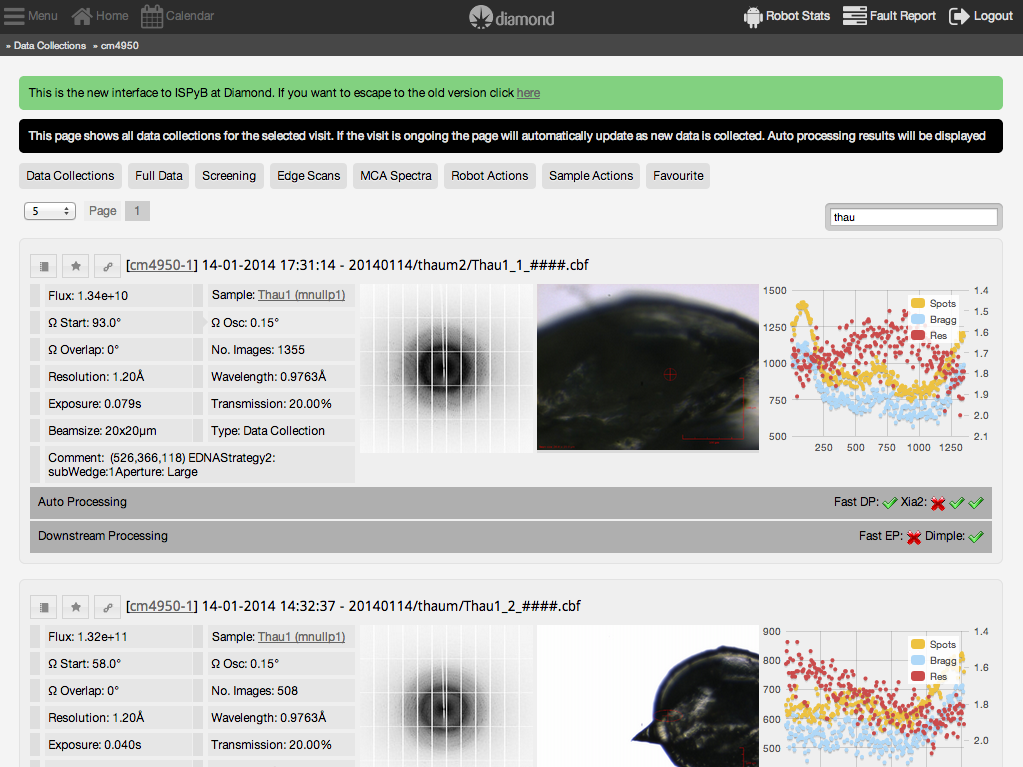 Menu Home Calendar diamond Robot Stats Fault Report Logout
» Data Collections » cm4950
This is the new interface to ISPyB at Diamond. If you want to escape to the old version click here
This page shows all data collections for the selected visit. If the visit is ongoing the page will automatically update as new data is collected. Auto processing results will be displayed
Data Collections Full Data Screening Edge Scans MCA Spectra Robot Actions Sample Actions Favourite
5 Page 1
thau
[cm4950-1] 14-01-2014 17:31:14 - 20140114/thaum2/Thau1_1_####.cbf
Flux: 1.34e+10 Sample: Thau1 (mnullp1)
Ω Start: 93.0° Ω Osc: 0.15°
Ω Overlap: 0° No. Images: 1355
Resolution: 1.20Å Wavelength: 0.9763Å
Exposure: 0.079s Transmission: 20.00%
Beamsize: 20x20µm Type: Data Collection
Comment: (526,366,118) EDNAStrategy2:
subWedge:1Aperture: Large
1500
1250
1000
750
500
250 500 750 1000 1250
1.4
1.5
1.6
1.7
1.8
1.9
2.0
2.1
Spots
Bragg
Res
Auto Processing Fast DP: Xia2:
Downstream Processing Fast EP: Dimple:
[cm4950-1] 14-01-2014 14:32:37 - 20140114/thaum/Thau1_2_####.cbf
Flux: 1.32e+11 Sample: Thau1 (mnullp1)
Ω Start: 58.0° Ω Osc: 0.15°
Ω Overlap: 0° No. Images: 508
Resolution: 1.20Å Wavelength: 0.9763Å
Exposure: 0.040s Transmission: 20.00%
900
800
700
600
500
1.4
1.6
1.8
2.0
Spots
Bragg
Res